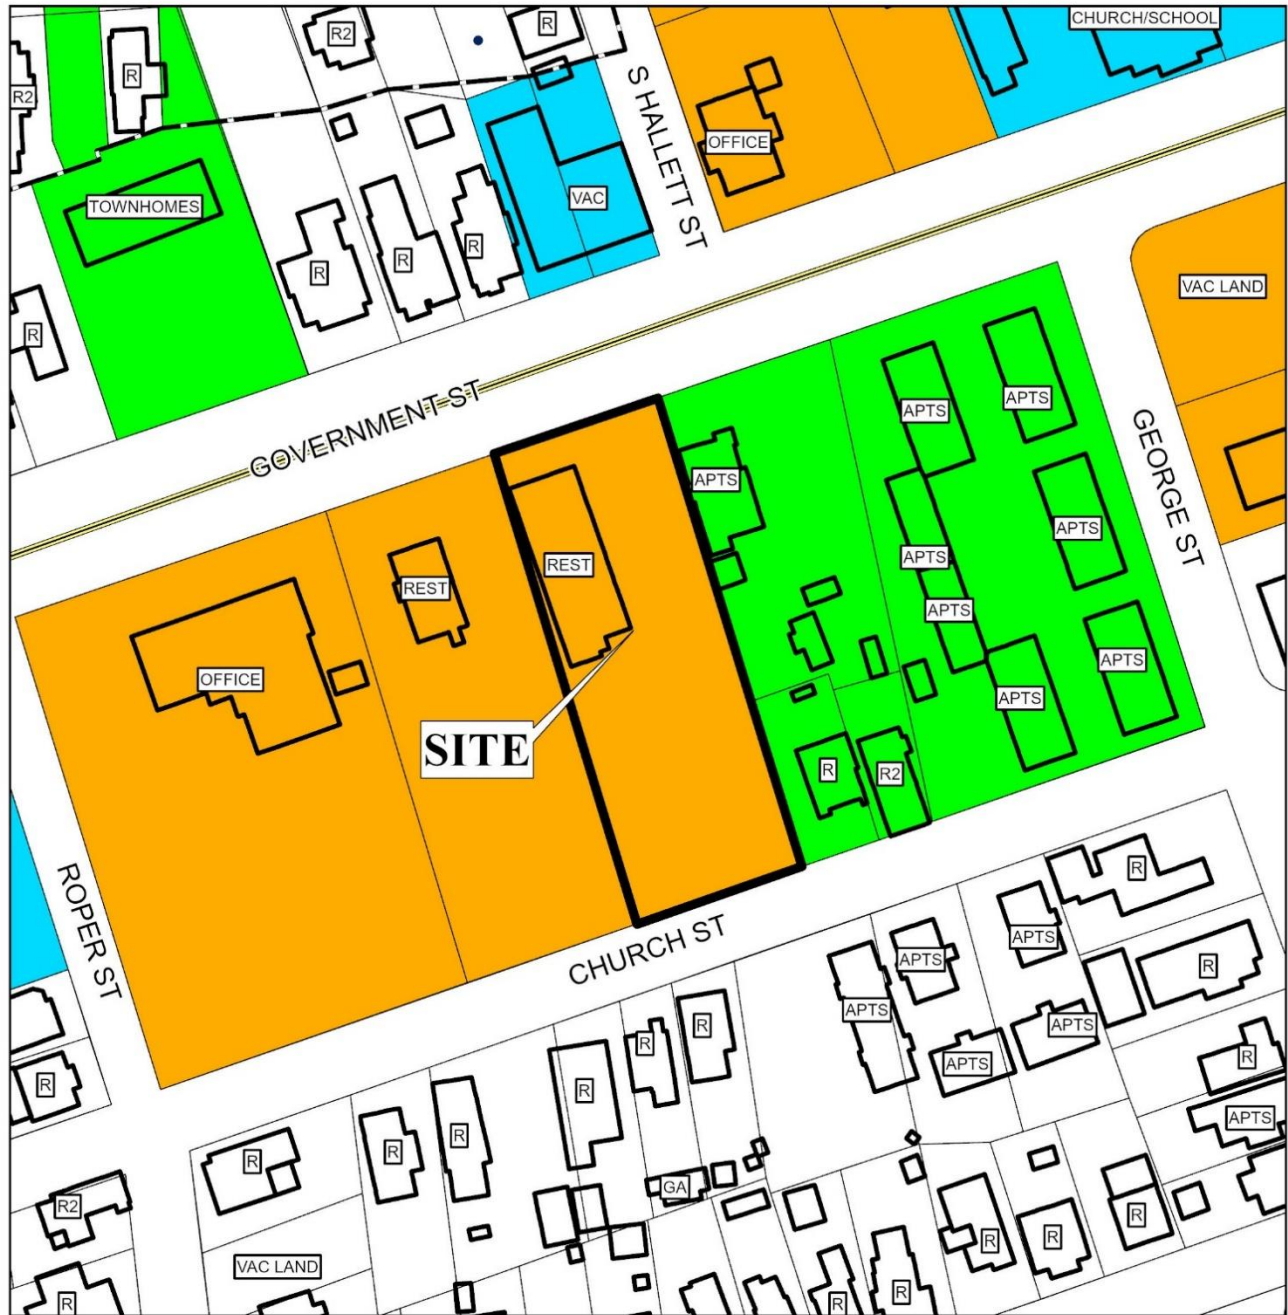 R2
CHURCH/SCHOOL
R
R
R2
S HALLETT ST
OFFICE
TOWNHOMES
VAC
R
R
R
VAC LAND
R
GOVERNMENT ST
APTS
APTS
GEORGE ST
APTS
REST
REST
APTS
APTS
APTS
OFFICE
APTS
APTS
SITE
R
R2
ROPER ST
CHURCH ST
R
APTS
APTS
R
APTS
APTS
R
R
APTS
R
R
R
APTS
R
R
R
R2
GA
R
R
R
VAC LAND
R
R
R